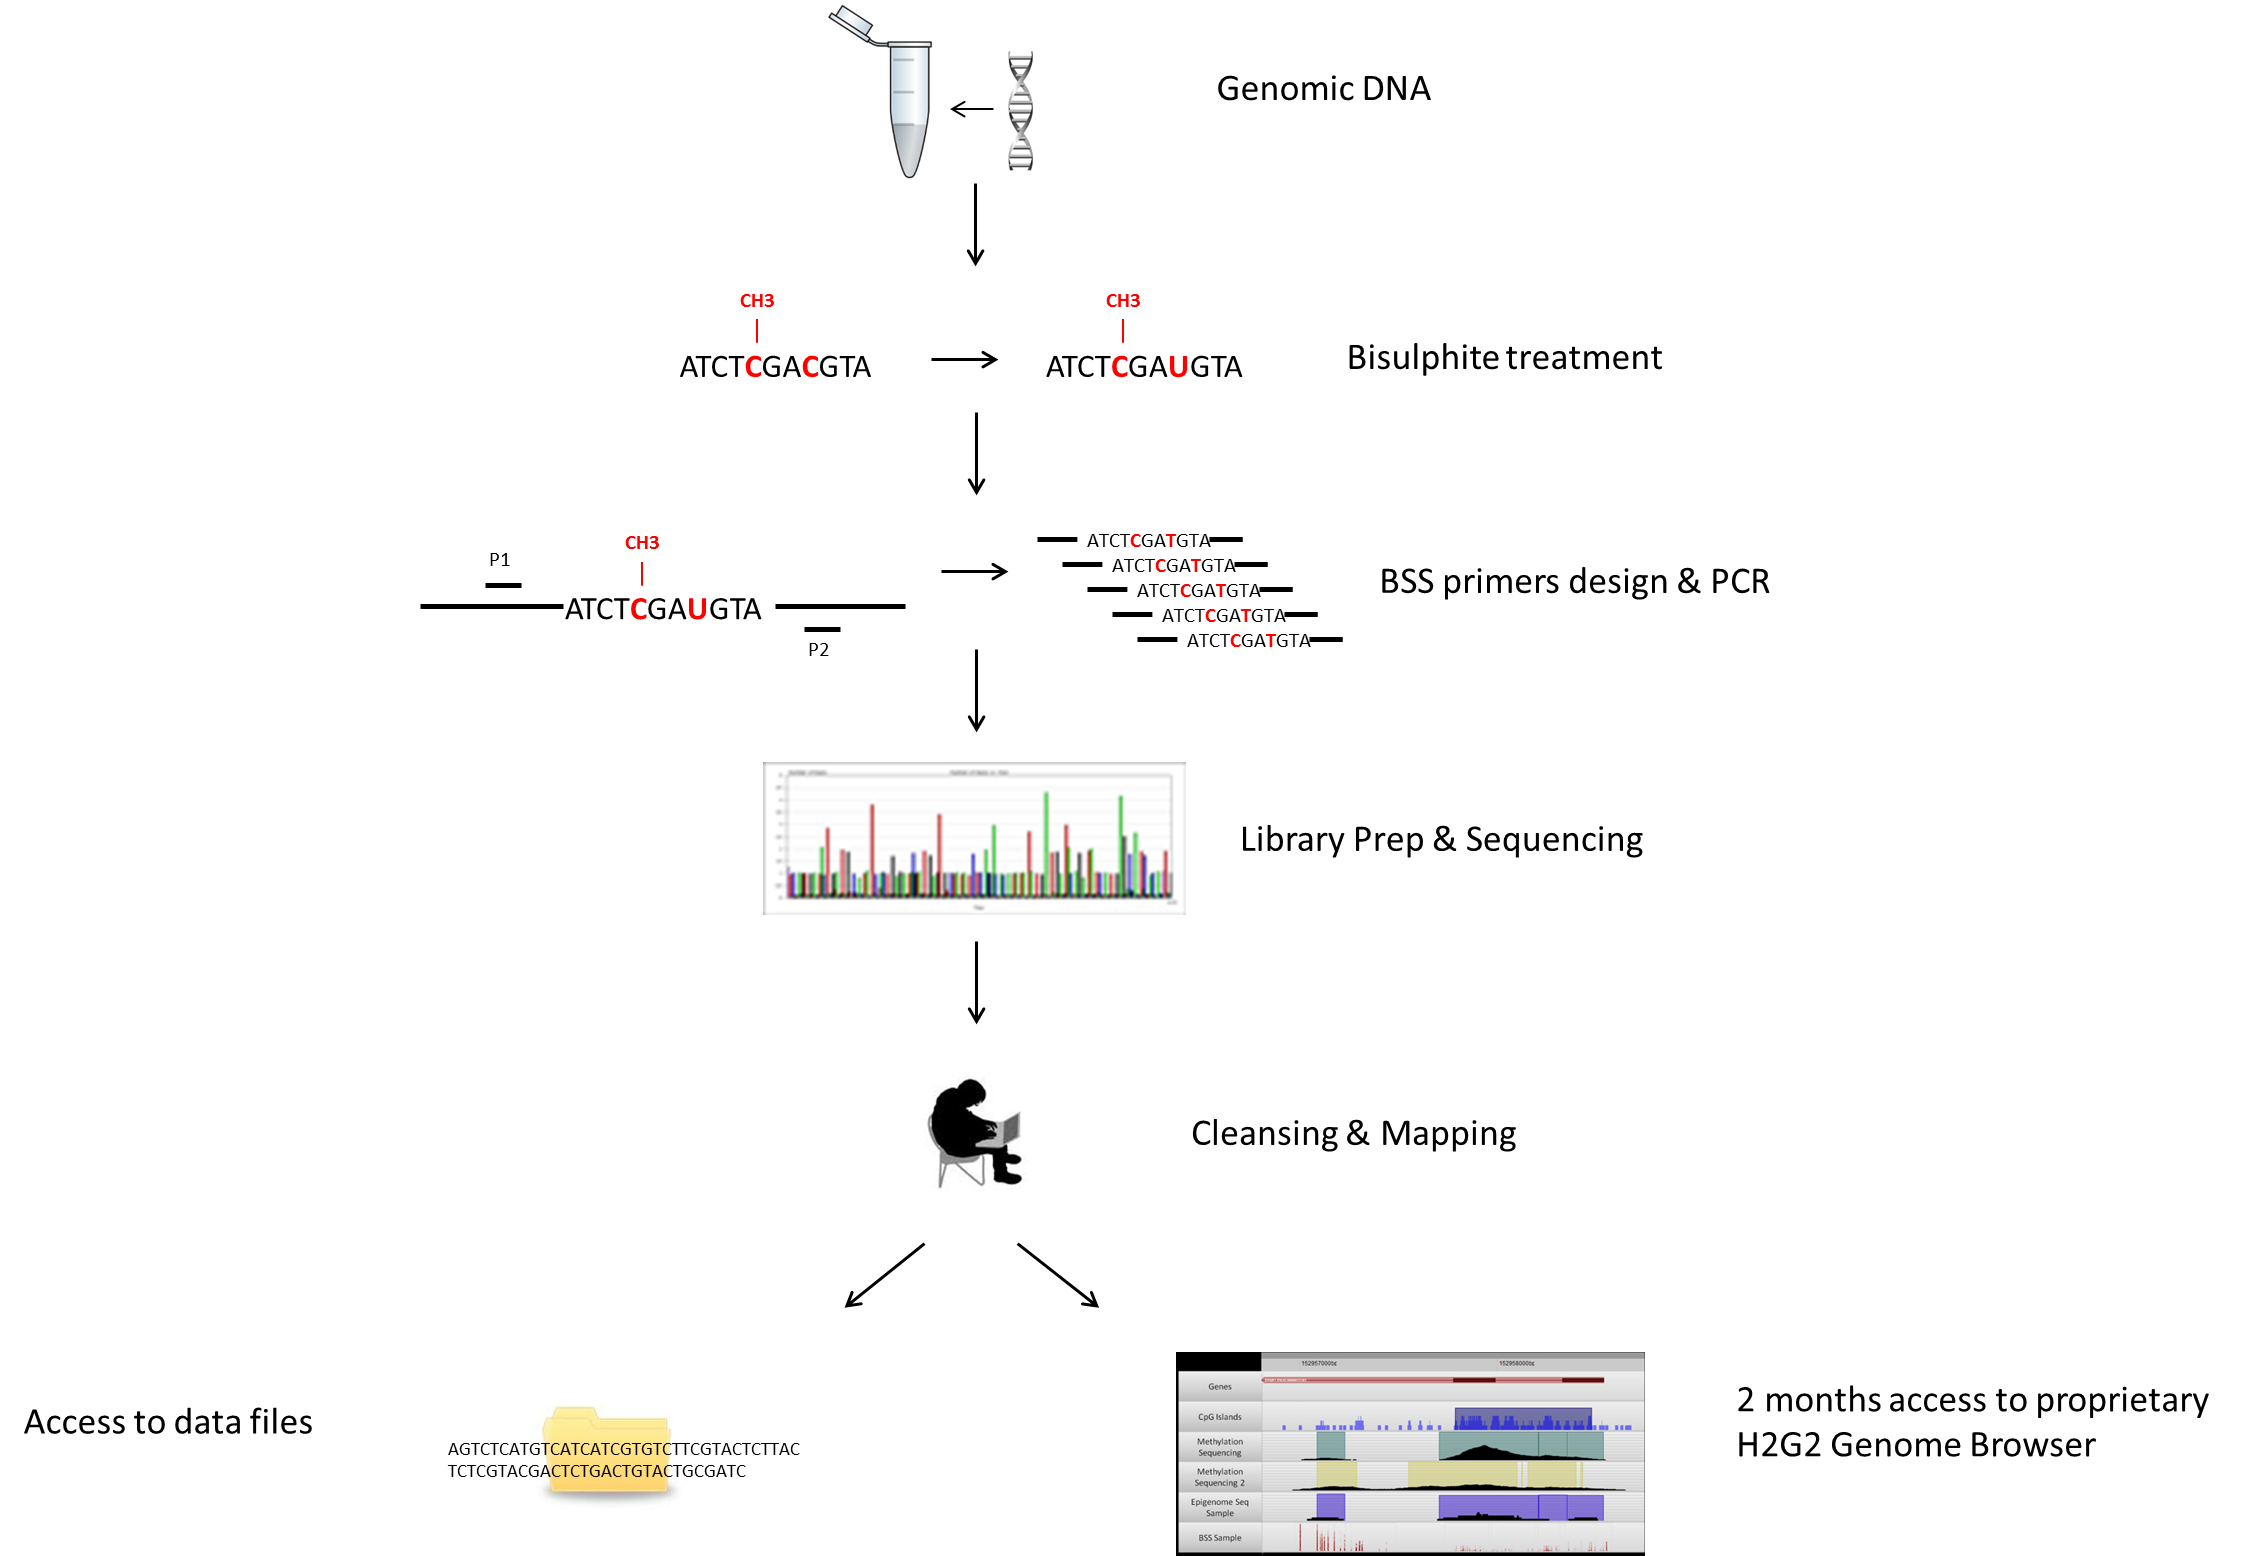 Genomic DNA
CH3
CH3
ATCTCGACGTA
ATCTCGAUGTA
Bisulphite treatment
CH3
P1
ATCTCGAUGTA
P2
ATCTCGATGTA
ATCTCGATGTA
ATCTCGATGTA
ATCTCGATGTA
ATCTCGATGTA
BSS primers design & PCR
Library Prep & Sequencing
Cleansing & Mapping
Access to data files
AGTCTCATGTCATCATCGTGTCTTCGTACTCTTAC
TCTCGTACGACTCTGACTGTACTGCGATC
152957000bp
152958000bp
Genes
CpG Islands
Methylation
Sequencing
Methylation
Sequencing 2
Epigenome Seq
Sample
BSS Sample
2 months access to proprietary
H2G2 Genome Browser